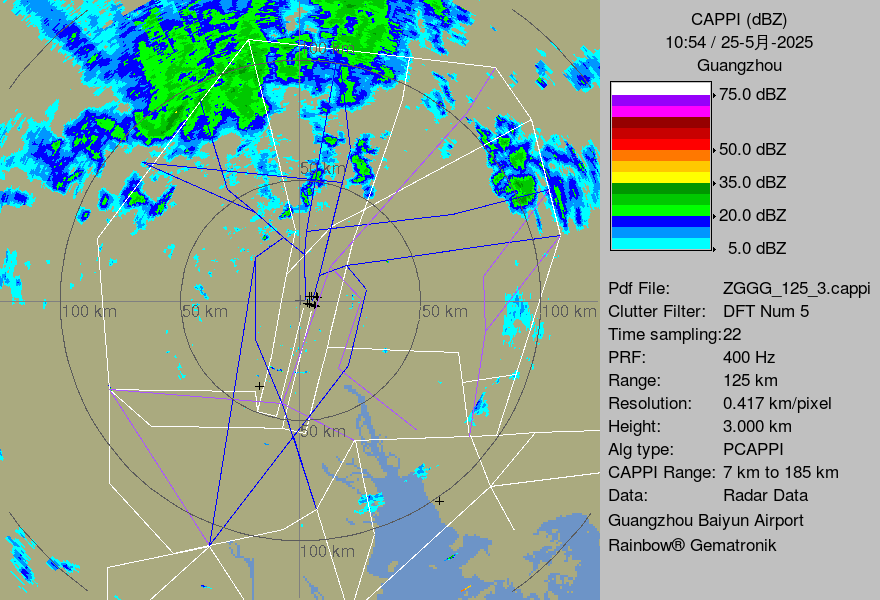 CAPPI (dBZ)
10:54 / 25-5月-2025
Guangzhou
75.0 dBZ
50.0 dBZ
35.0 dBZ
20.0 dBZ
5.0 dBZ
Pdf File: ZGGG_125_3.cappi
Clutter Filter: DFT Num 5
Time sampling:22
PRF: 400 Hz
Range: 125 km
Resolution: 0.417 km/pixel
Height: 3.000 km
Alg type: PCAPPI
CAPPI Range: 7 km to 185 km
Data: Radar Data
Guangzhou Baiyun Airport
Rainbow® Gematronik
100 km
50 km
100 km
50 km
50 km
100 km
50 km
100 km